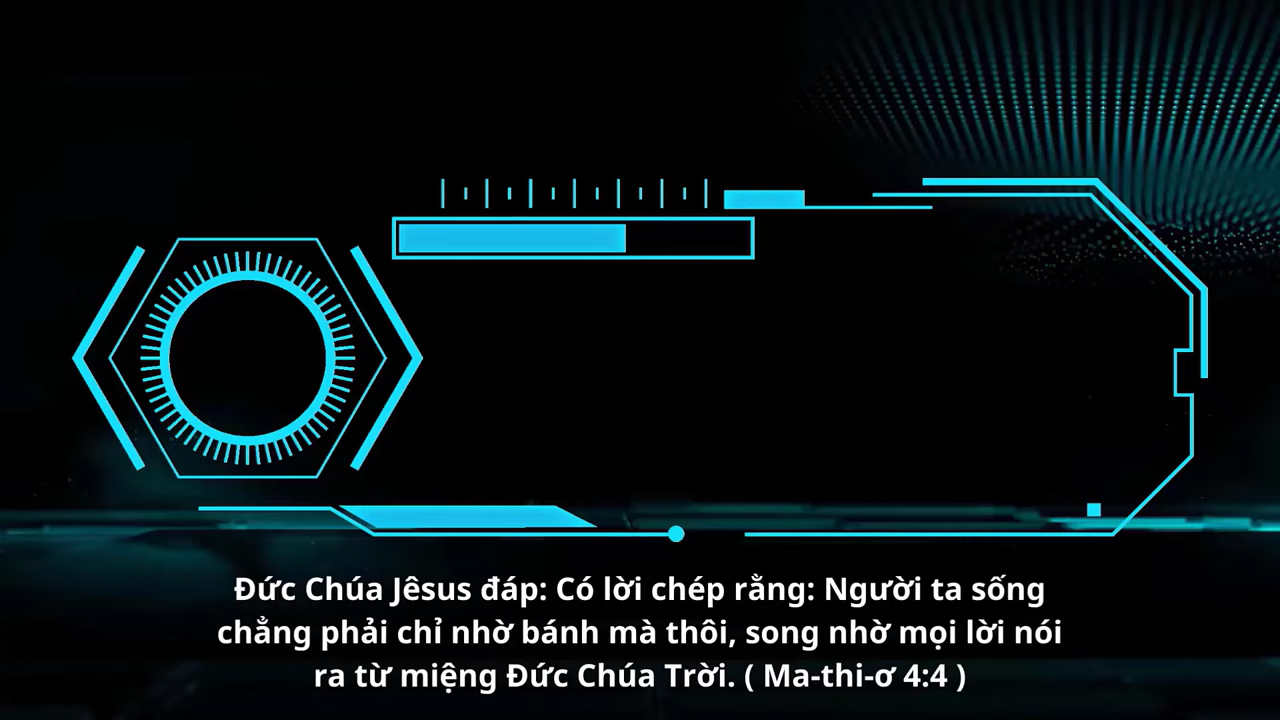 Đức Chúa Jêsus đáp: Có lời chép rằng: Người ta sống
chẳng phải chỉ nhờ bánh mà thôi, song nhờ mọi lời nói
ra từ miệng Đức Chúa Trời. ( Ma-thi-ơ 4:4 )